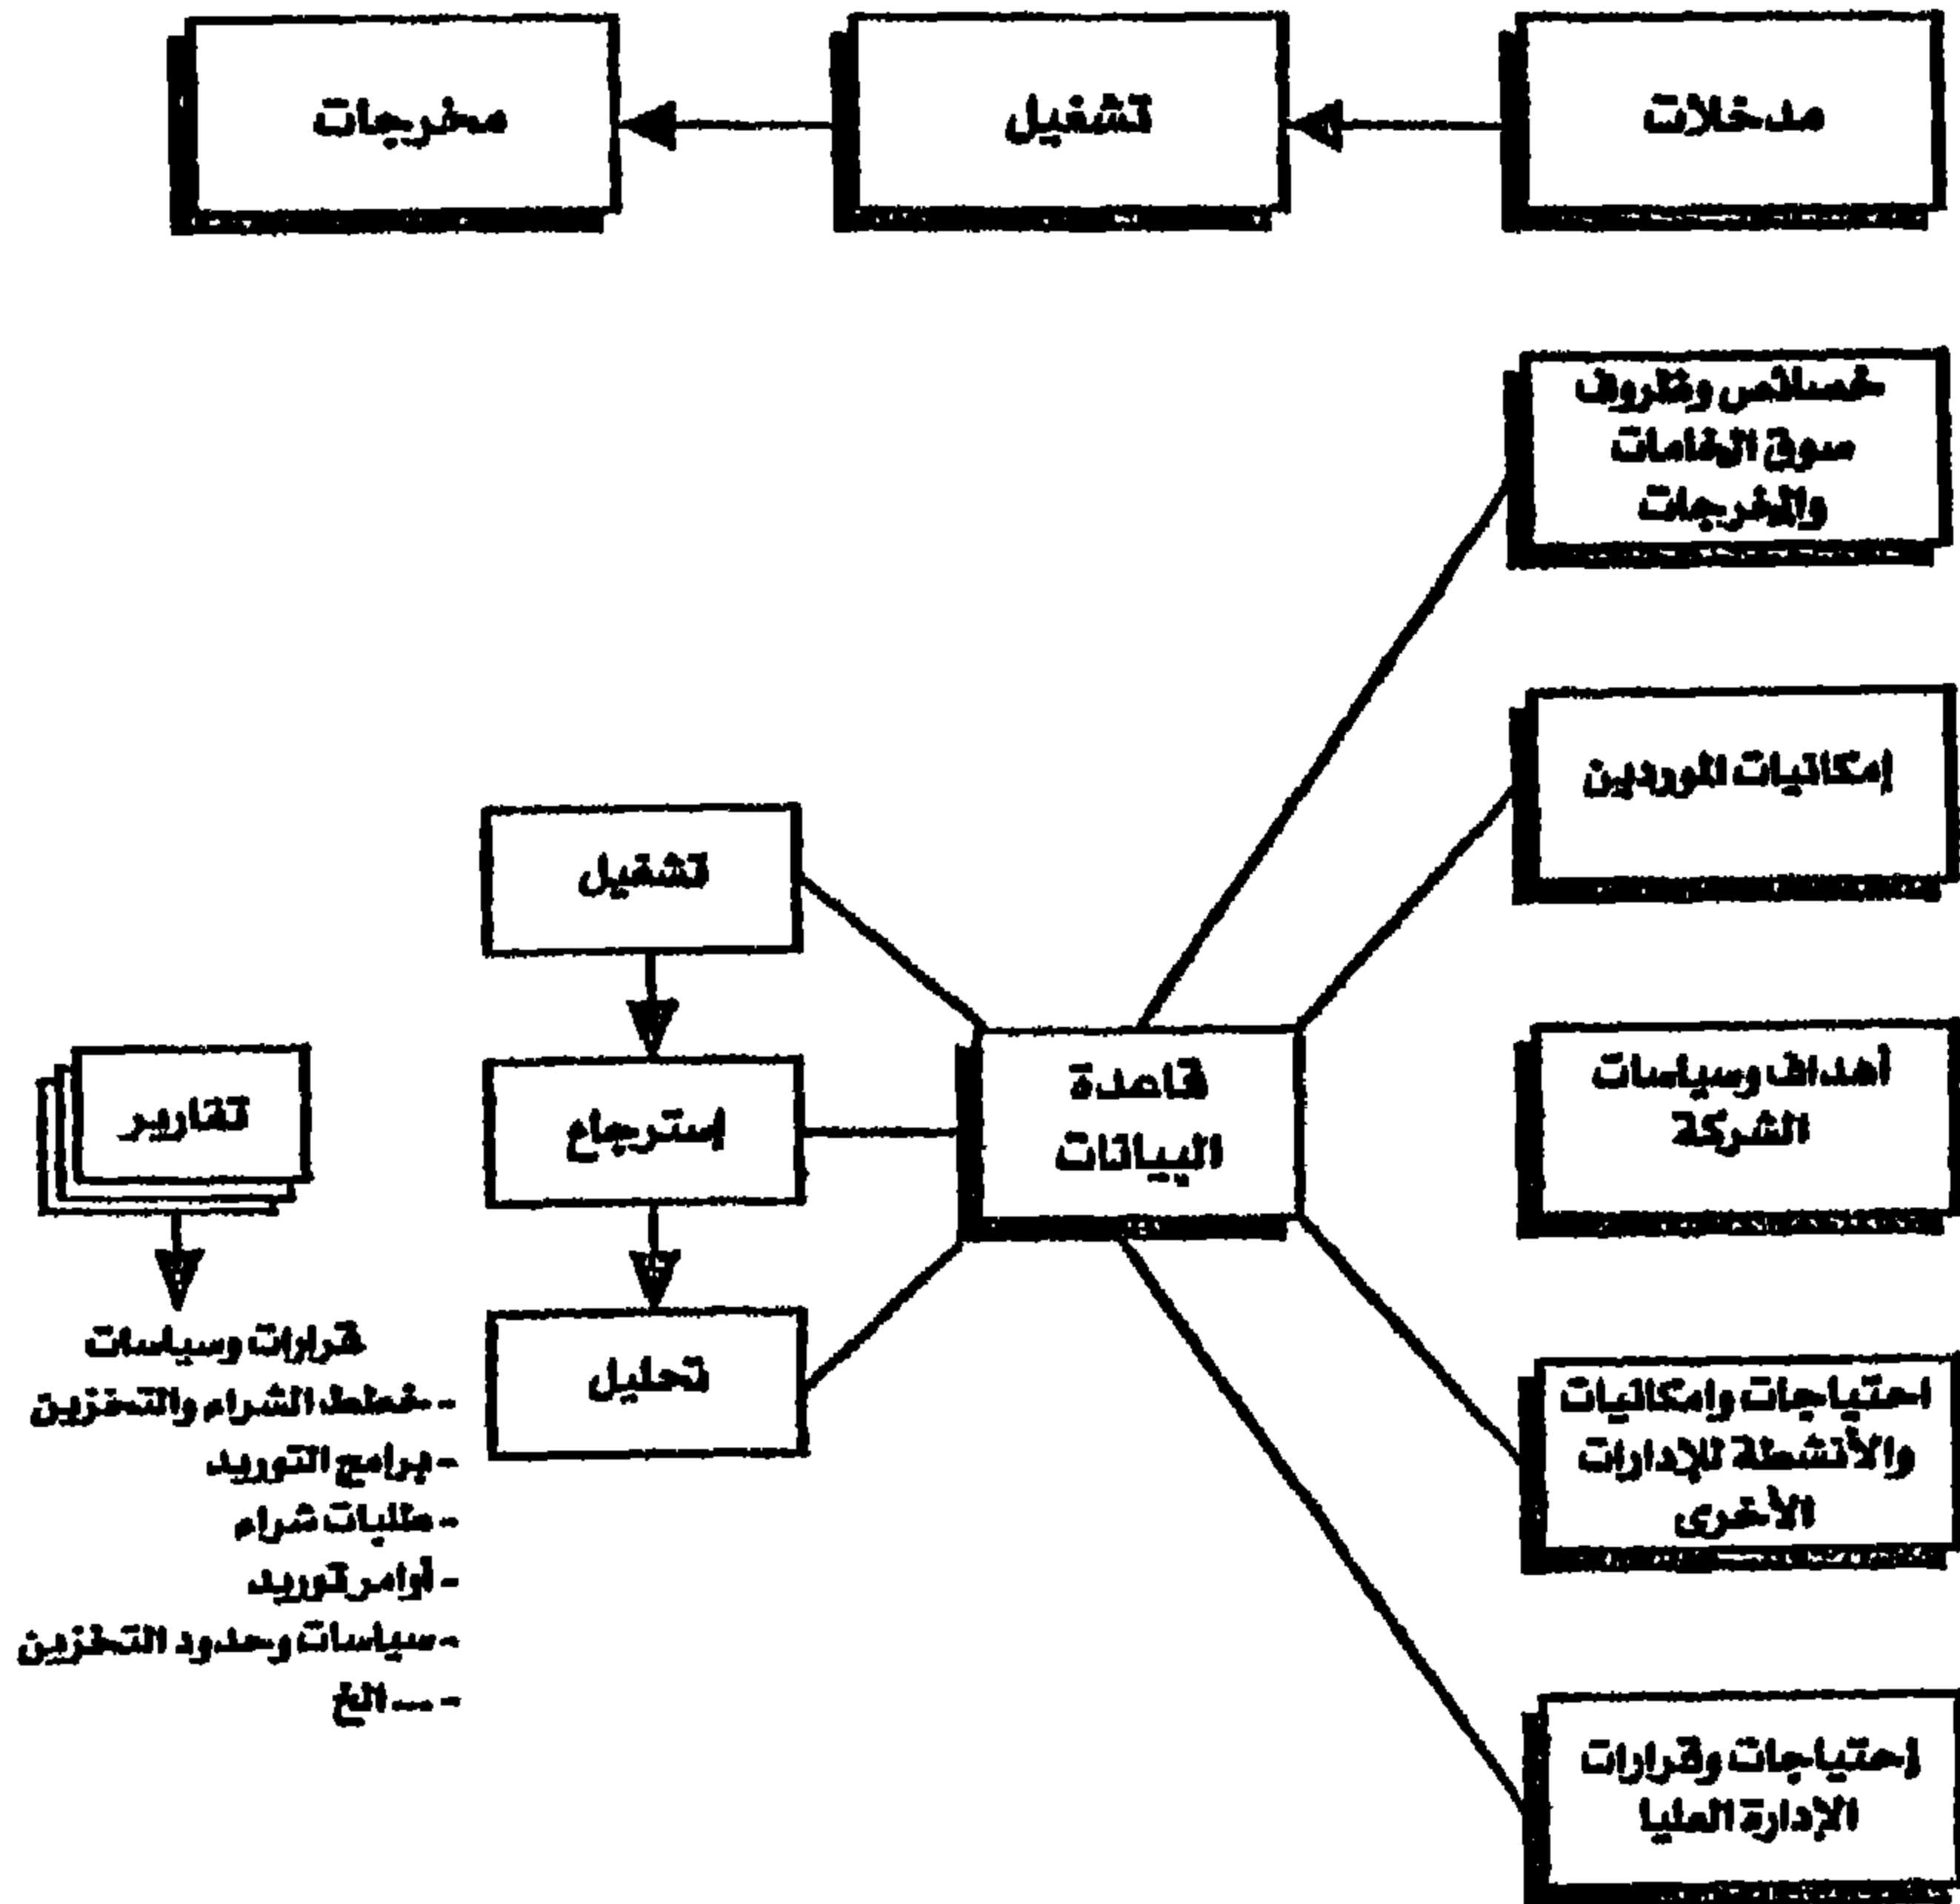 مدخلات
تشغيل
مخرجات
خصائص وظروف
سوق الخامات
والمخرجات
إمكانيات الموردين
أهداف وسياسات
الشركة
احتياجات وإمكانيات
والأنشطة للإدارات
الأخرى
إحتياجات وقرارات
الإدارة العليا
قاعدة
البيانات
تشغيل
إسترجاع
تحليل
تقارير
قرارات وسياسات
- خطط الشراء والتخزين
- برامج التوريد
- طلبات شراء
- أوامر توريد
- سياسات وحدود التخزين
- ... الخ